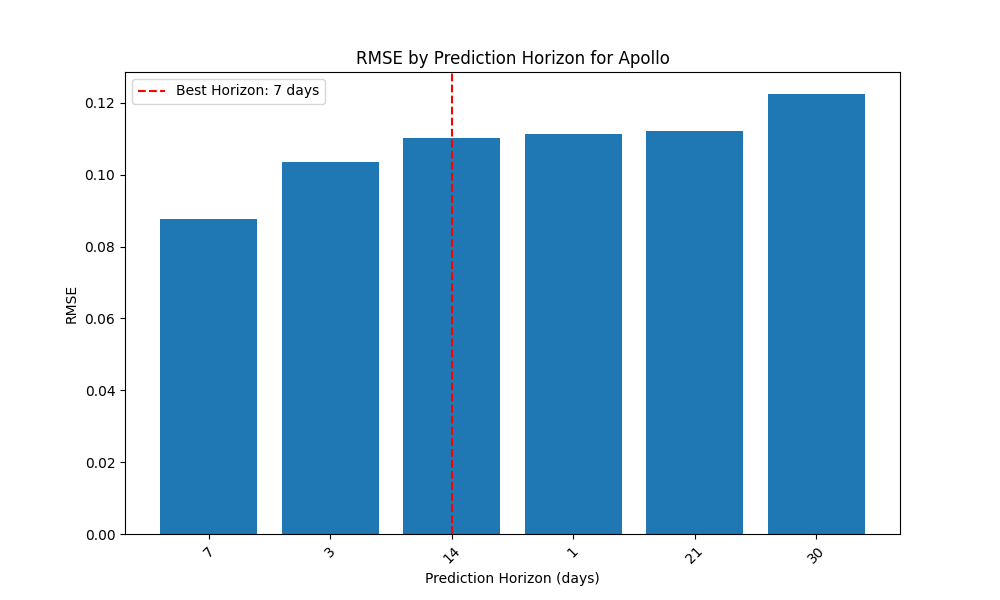 RMSE by Prediction Horizon for Apollo
Best Horizon: 7 days
RMSE
0.12
0.10
0.08
0.06
0.04
0.02
0.00
7 3 14 1 21 30
Prediction Horizon (days)